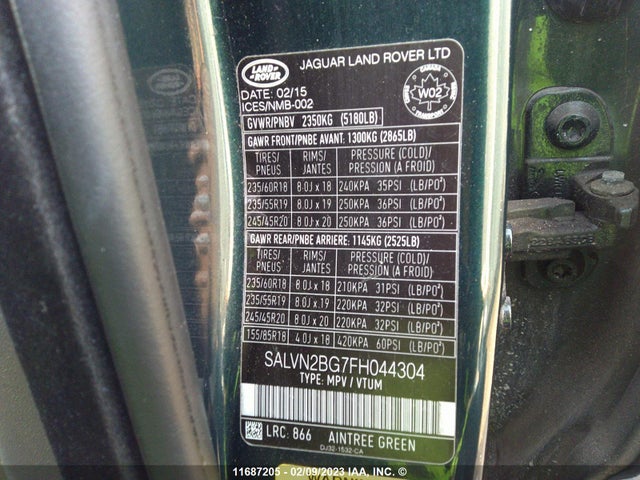 LAND-
ROVER
JAGUAR LAND ROVER LTD
DATE: 02/15
ICES/NMB-002
CANADA
W02
GVWR/PNBV 2350KG (5180LB)
GAWR FRONT/PNBE AVANT: 1300KG (2865LB)
TIRES/ RIMS/ PRESSURE (COLD)/
PNEUS JANTES PRESSION (A FROID)
235/60R18 8.0J x 18 240KPA 35PSI (LB/PO²)
235/55R19 8.0J x 19 250KPA 36PSI (LB/PO²)
245/45R20 8.0J x 20 250KPA 36PSI (LB/PO²)
GAWR REAR/PNBE ARRIERE: 1145KG (2525LB)
TIRES/ RIMS/ PRESSURE (COLD)/
PNEUS JANTES PRESSION (A FROID)
235/60R18 8.0J x 18 210KPA 31PSI (LB/PO²)
235/55R19 8.0J x 19 220KPA 32PSI (LB/PO²)
245/45R20 8.0J x 20 220KPA 32PSI (LB/PO²)
155/85R18 4.0J x 18 420KPA 60PSI (LB/PO²)
SALVN2BG7FH044304
TYPE: MPV / VTUM
LRC: 866 AINTREE GREEN
DJ32-1532-CA
11687205 - 02/09/2023 IAA, Inc. (C)